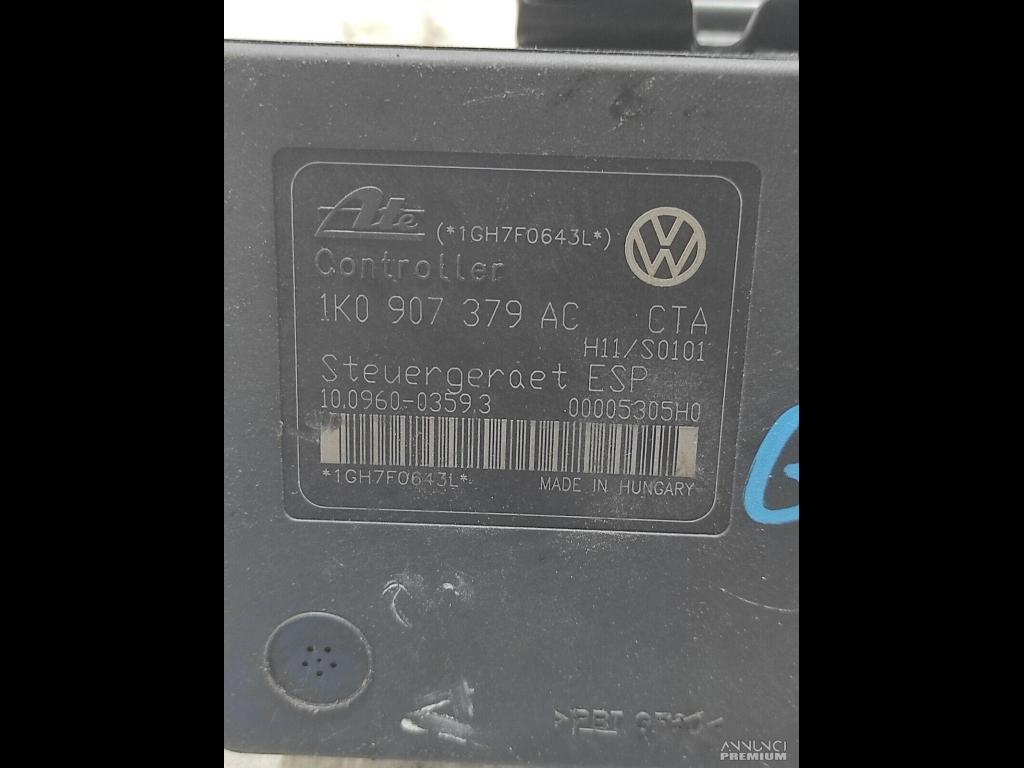 Ate (*1GH7F0643L*)
Controller
1K0 907 379 AC CTA
H11/S0101
Steuergeraet ESP
10.0960-0359.3 00005305H0
*1GH7F0643L* MADE IN HUNGARY
>PBT
ANNUNCI
PREMIUM